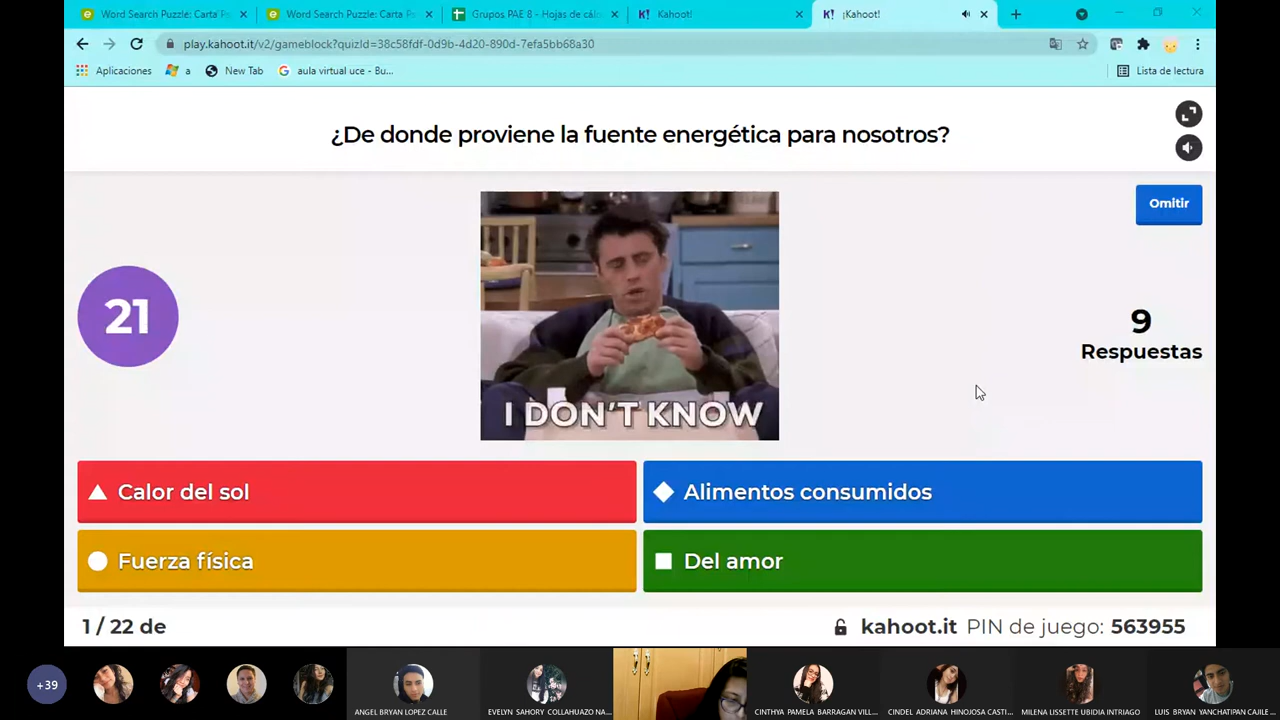 Word Search Puzzle: Carta Pe
Word Search Puzzle: Carta Pe
Grupos PAE 8 - Hojas de cálc
Kahoot!
¡Kahoot!
play.kahoot.it/v2/gameblock?quizId=38c58fdf-0d9b-4d20-890d-7efa5bb68a30
Aplicaciones
a
New Tab
aula virtual uce - Bu...
Lista de lectura
¿De donde proviene la fuente energética para nosotros?
Omitir
21
9
Respuestas
I DON'T KNOW
Calor del sol
Alimentos consumidos
Fuerza física
Del amor
1 / 22 de
kahoot.it PIN de juego: 563955
+39
ANGEL BRYAN LOPEZ CALLE
EVELYN SAHORY COLLAHUAZO NA...
CINTHYA PAMELA BARRAGAN VILL...
CINDEL ADRIANA HINOJOSA CASTI...
MILENA LISSETTE UBIDIA INTRIAGO
LUIS BRYAN YANCHATIPAN CAJILE...